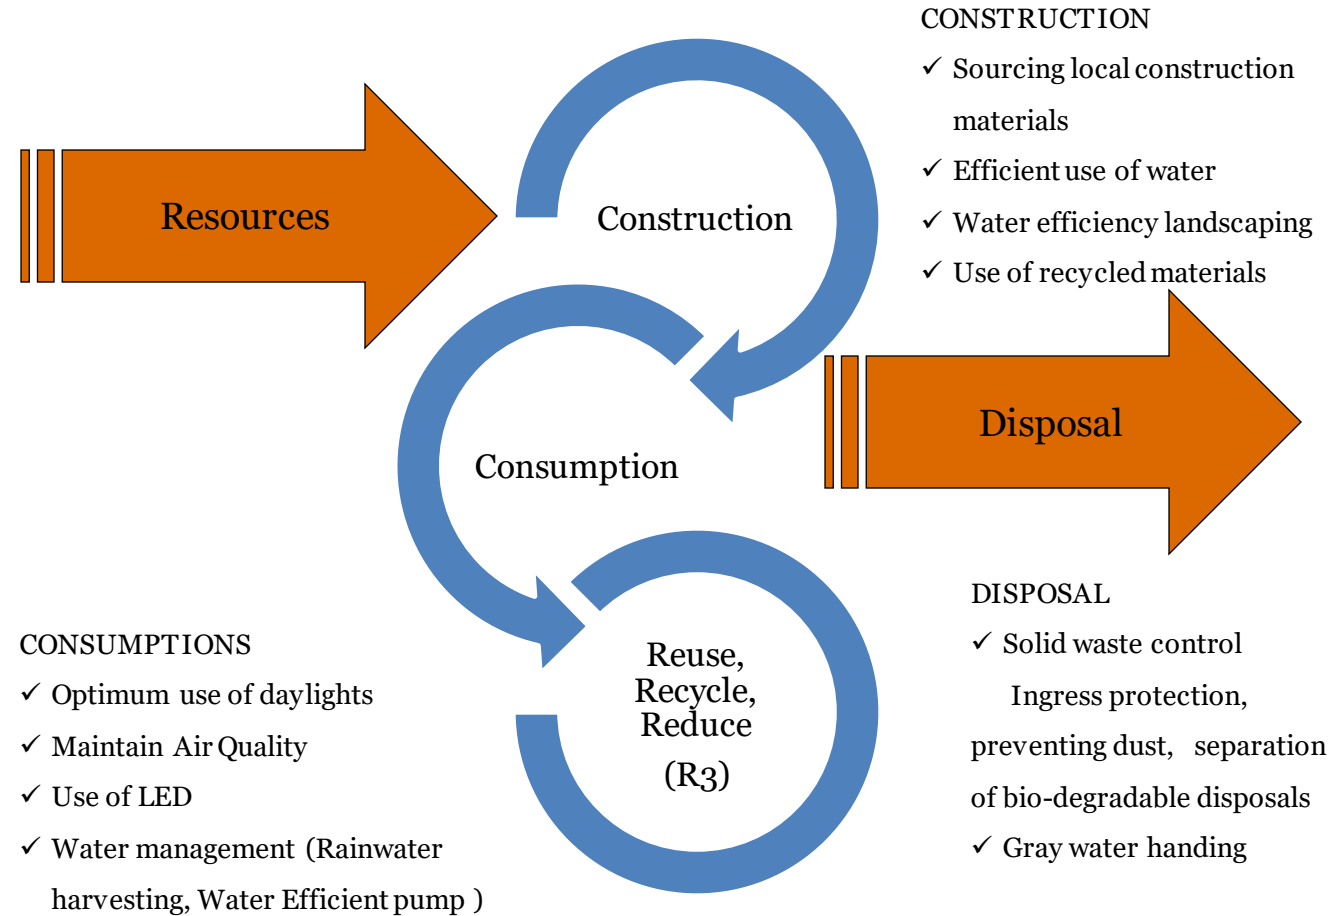 CONSTRUCTION
✓ Sourcing local construction
materials
✓ Efficient use of water
✓ Water efficiency landscaping
✓ Use of recycled materials
Resources
Construction
Disposal
Consumption
Reuse,
Recycle,
Reduce
(R3)
CONSUMPTIONS
✓ Optimum use of daylights
✓ Maintain Air Quality
✓ Use of LED
✓ Water management (Rainwater
harvesting, Water Efficient pump )
DISPOSAL
✓ Solid waste control
Ingress protection,
preventing dust, separation
of bio-degradable disposals
✓ Gray water handing